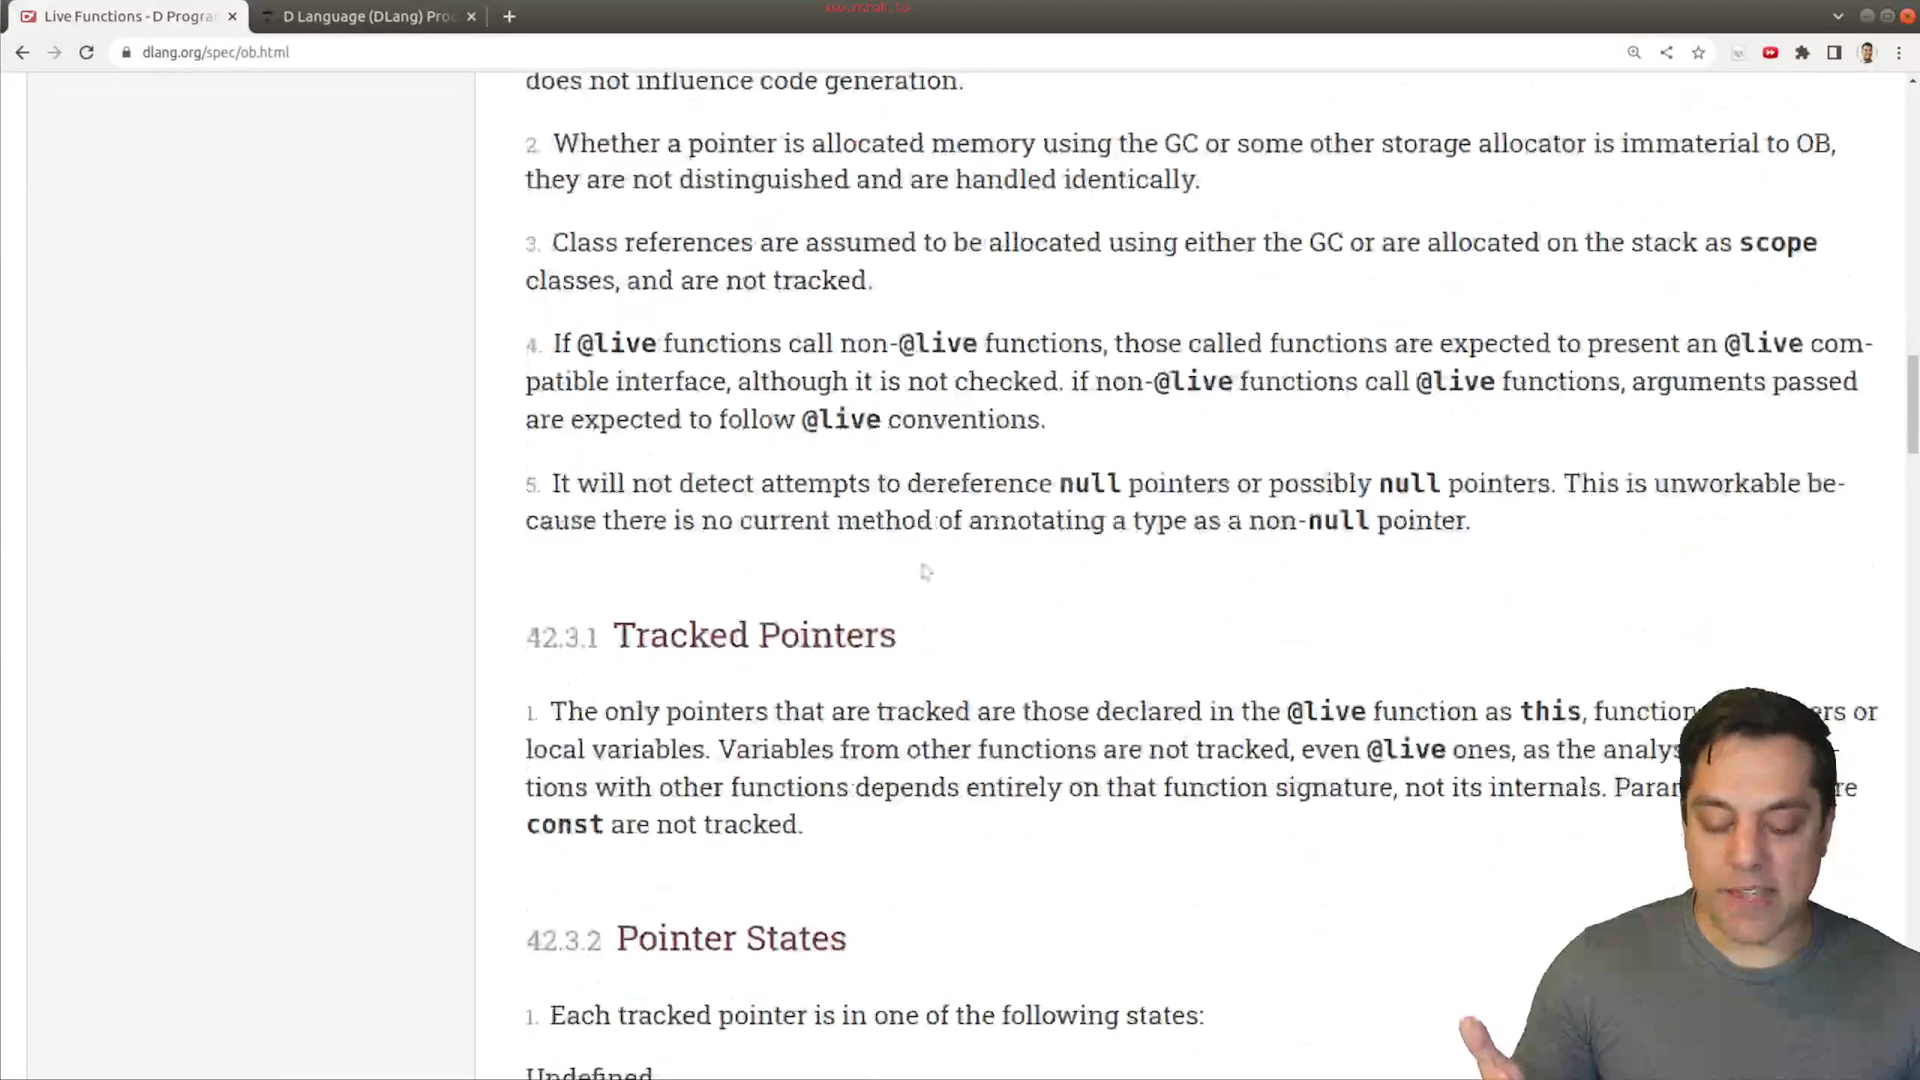 Live Functions - D Progra
D Language (DLang) Pro
dlang.org/spec/ob.html
does not influence code generation.
2. Whether a pointer is allocated memory using the GC or some other storage allocator is immaterial to OB,
they are not distinguished and are handled identically.
3. Class references are assumed to be allocated using either the GC or are allocated on the stack as scope
classes, and are not tracked.
4. If @live functions call non-@live functions, those called functions are expected to present an @live com-
patible interface, although it is not checked. if non-@live functions call @live functions, arguments passed
are expected to follow @live conventions.
5. It will not detect attempts to dereference null pointers or possibly null pointers. This is unworkable be-
cause there is no current method of annotating a type as a non-null pointer.
42.3.1 Tracked Pointers
1. The only pointers that are tracked are those declared in the @live function as this, function ers or
local variables. Variables from other functions are not tracked, even @live ones, as the analys -
tions with other functions depends entirely on that function signature, not its internals. Param re
const are not tracked.
42.3.2 Pointer States
1. Each tracked pointer is in one of the following states:
Undefined